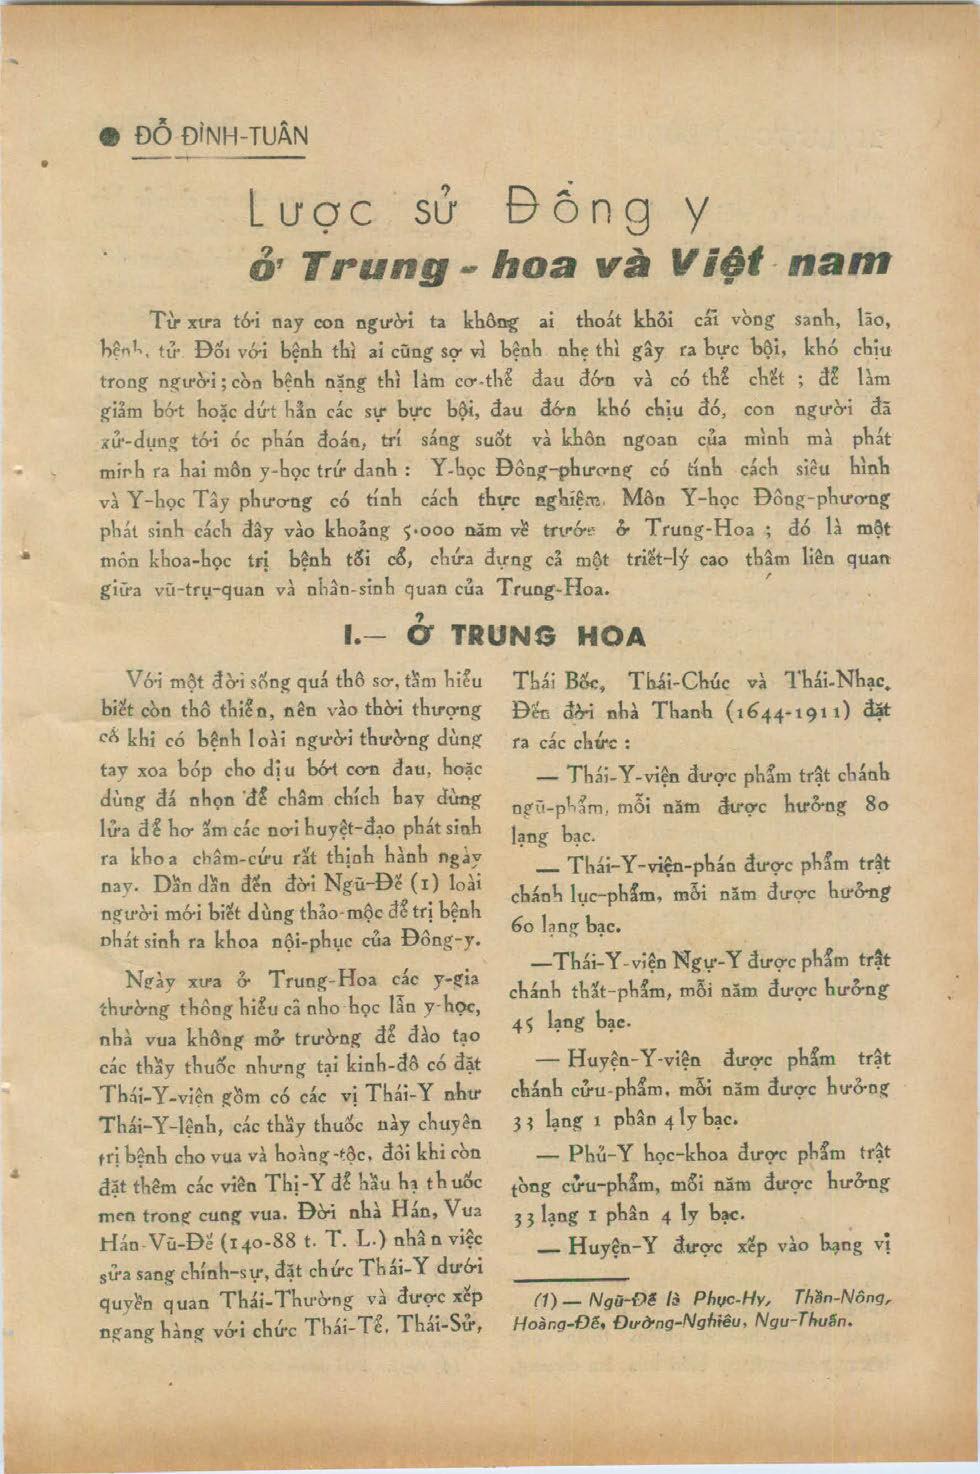 ● ĐỖ ĐÌNH-TUÂN
Lược sử Đông y
ở Trung - hoa và Việt nam
Từ xưa tới nay con người ta không ai thoát khỏi cái vòng sanh, lão,
bệnh, tử. Đối với bệnh thì ai cũng sợ vì bệnh nhẹ thì gây ra bực bội, khó chịu
trong người; còn bệnh nặng thì làm cơ-thể đau đớn và có thể chết ; để làm
giảm bớt hoặc dứt hẳn các sự bực bội, đau đớn khó chịu đó, con người đã
xử-dụng tới óc phán đoán, trí sáng suốt và khôn ngoan của mình mà phát
minh ra hai môn y-học trứ danh : Y-học Đông-phương có tính cách siêu hình
và Y-học Tây phương có tính cách thực nghiệm. Môn Y-học Đông-phương
phát sinh cách đây vào khoảng 5.000 năm về trước ở Trung-Hoa ; đó là một
môn khoa-học trị bệnh tối cổ, chứa đựng cả một triết-lý cao thâm liên quan
giữa vũ-trụ-quan và nhân-sinh quan của Trung-Hoa.
I.— Ở TRUNG HOA
Với một đời sống quá thô sơ, tầm hiểu
biết còn thô thiển, nên vào thời thượng
cổ khi có bệnh loài người thường dùng
tay xoa bóp cho dịu bớt cơn đau, hoặc
dùng đá nhọn để châm chích hay dùng
lửa để hơ ấm các nơi huyệt-đạo phát sinh
ra khoa châm-cứu rất thịnh hành ngày
nay. Dần dần đến đời Ngũ-Đế (1) loài
người mới biết dùng thảo-mộc để trị bệnh
phát sinh ra khoa nội-phục của Đông-y.
Ngày xưa ở Trung-Hoa các y-gia
thường thông hiểu cả nho học lẫn y-học,
nhà vua không mở trường để đào tạo
các thầy thuốc nhưng tại kinh-đô có đặt
Thái-Y-viện gồm có các vị Thái-Y như
Thái-Y-lệnh, các thầy thuốc này chuyên
trị bệnh cho vua và hoàng-tộc, đôi khi còn
đặt thêm các viên Thị-Y để hầu hạ thuốc
men trong cung vua. Đời nhà Hán, Vua
Hán-Vũ-Đế (140-88 t. T. L.) nhân việc
sửa sang chính-sự, đặt chức Thái-Y dưới
quyền quan Thái-Thường và được xếp
ngang hàng với chức Thái-Tể, Thái-Sử,
Thái Bốc, Thái-Chúc và Thái-Nhạc.
Đến đời nhà Thanh (1644-1911) đặt
ra các chức :
— Thái-Y-viện được phẩm trật chánh
ngũ-phẩm, mỗi năm được hưởng 80
lạng bạc.
— Thái-Y-viện-phán được phẩm trật
chánh lục-phẩm, mỗi năm được hưởng
60 lạng bạc.
—Thái-Y-viện Ngự-Y được phẩm trật
chánh thất-phẩm, mỗi năm được hưởng
45 lạng bạc.
— Huyện-Y-viện được phẩm trật
chánh cửu-phẩm, mỗi năm được hưởng
33 lạng 1 phân 4 ly bạc.
— Phủ-Y học-khoa được phẩm trật
tòng cửu-phẩm, mỗi năm được hưởng
33 lạng 1 phân 4 ly bạc.
— Huyện-Y được xếp vào hạng vị
(1) — Ngũ-Đế là Phục-Hy, Thần-Nông,
Hoàng-Đế, Đường-Nghiêu, Ngu-Thuấn.